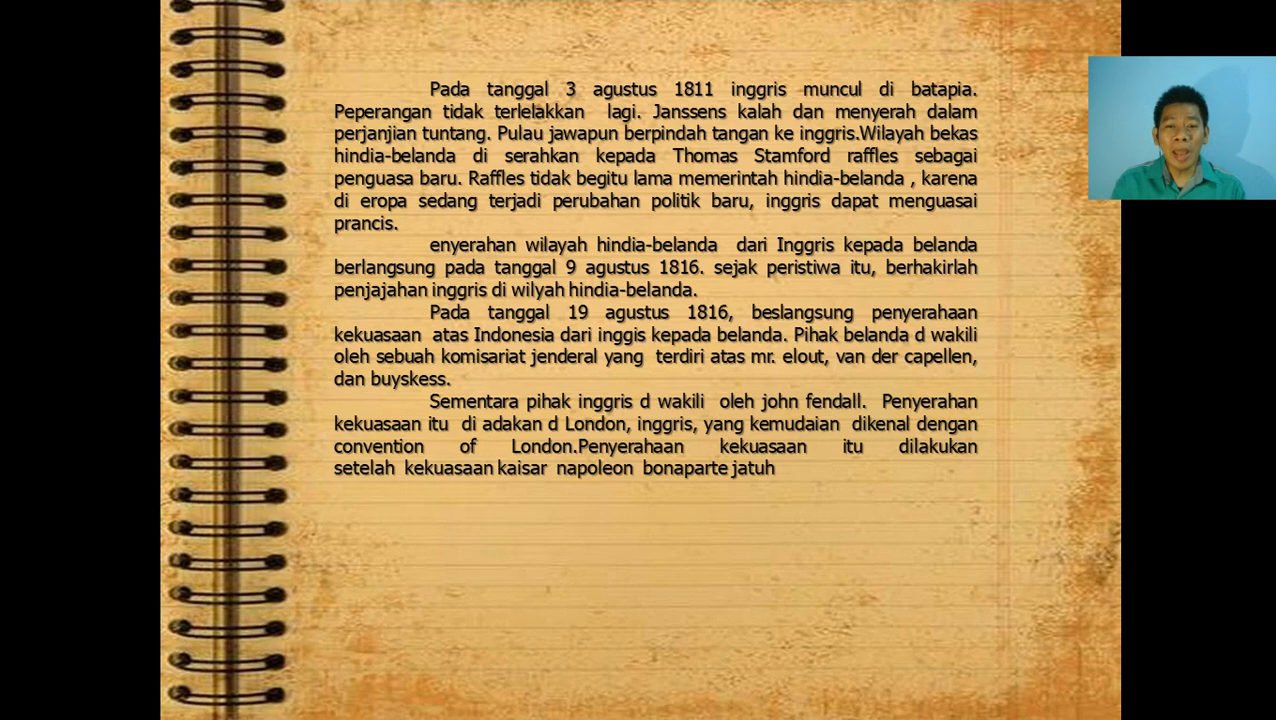 Pada tanggal 3 agustus 1811 inggris muncul di batapia.
Peperangan tidak terlelakkan lagi. Janssens kalah dan menyerah dalam
perjanjian tuntang. Pulau jawapun berpindah tangan ke inggris.Wilayah bekas
hindia-belanda di serahkan kepada Thomas Stamford raffles sebagai
penguasa baru. Raffles tidak begitu lama memerintah hindia-belanda , karena
di eropa sedang terjadi perubahan politik baru, inggris dapat menguasai
prancis.
enyerahan wilayah hindia-belanda dari Inggris kepada belanda
berlangsung pada tanggal 9 agustus 1816. sejak peristiwa itu, berhakirlah
penjajahan inggris di wilyah hindia-belanda.
Pada tanggal 19 agustus 1816, beslangsung penyerahaan
kekuasaan atas Indonesia dari inggis kepada belanda. Pihak belanda d wakili
oleh sebuah komisariat jenderal yang terdiri atas mr. elout, van der capellen,
dan buyskess.
Sementara pihak inggris d wakili oleh john fendall. Penyerahan
kekuasaan itu di adakan d London, inggris, yang kemudaian dikenal dengan
convention of London.Penyerahaan kekuasaan itu dilakukan
setelah kekuasaan kaisar napoleon bonaparte jatuh